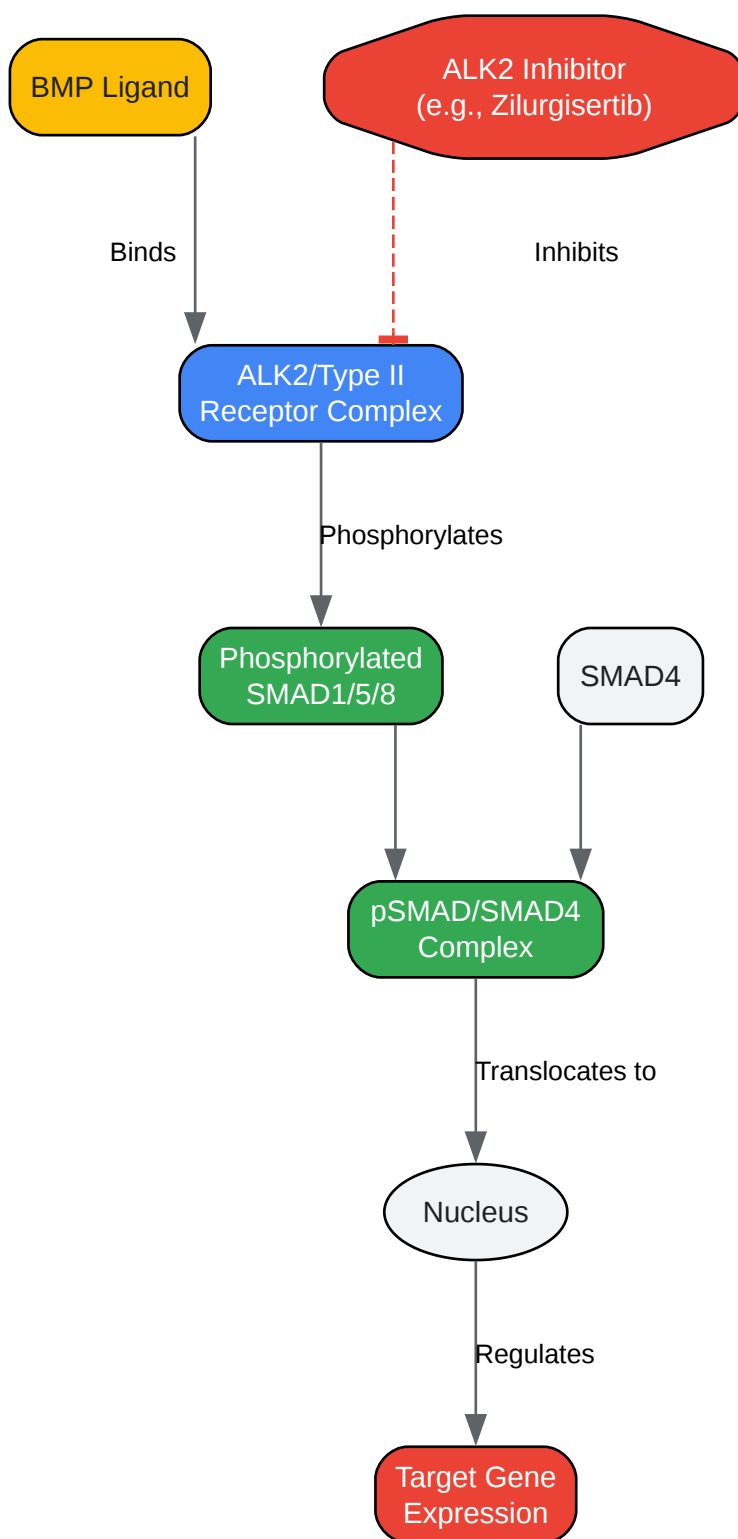 BMP Ligand
ALK2 Inhibitor
(e.g., Zilurgisertib)
Binds
Inhibits
ALK2/Type II
Receptor Complex
Phosphorylates
Phosphorylated
SMAD1/5/8
SMAD4
pSMAD/SMAD4
Complex
Translocates to
Nucleus
Regulates
Target Gene
Expression